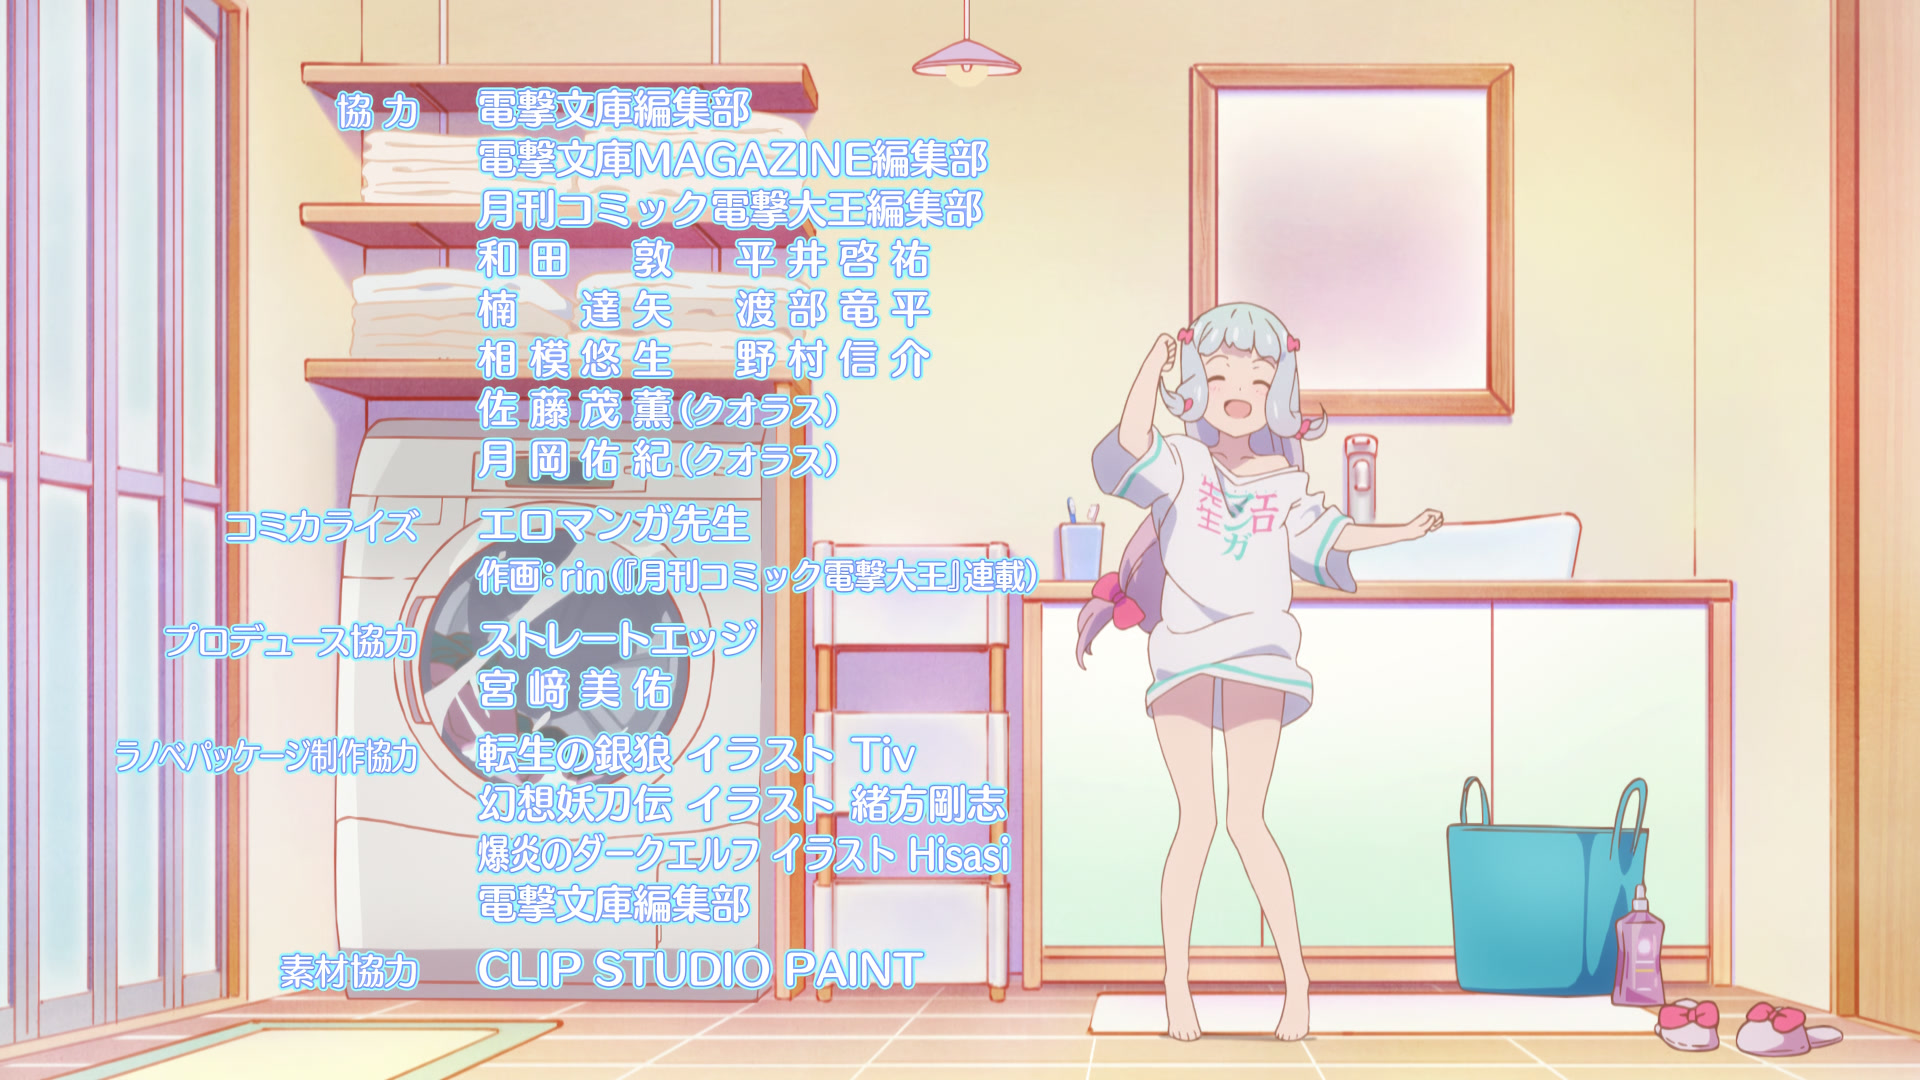 協力 電撃文庫編集部
電撃文庫MAGAZINE編集部
月刊コミック電撃大王編集部
和田 敦 平井啓祐
楠 達矢 渡部竜平
相模悠生 野村信介
佐藤茂薫(クオラス)
月岡佑紀(クオラス)
コミカライズ エロマンガ先生
作画:rin(『月刊コミック電撃大王』連載)
プロデュース協力 ストレートエッジ
宮﨑美佑
ラノベパッケージ制作協力 転生の銀狼 イラスト Tiv
幻想妖刀伝 イラスト 緒方剛志
爆炎のダークエルフ イラスト Hisasi
電撃文庫編集部
素材協力 CLIP STUDIO PAINT
エロ
マンガ
先生